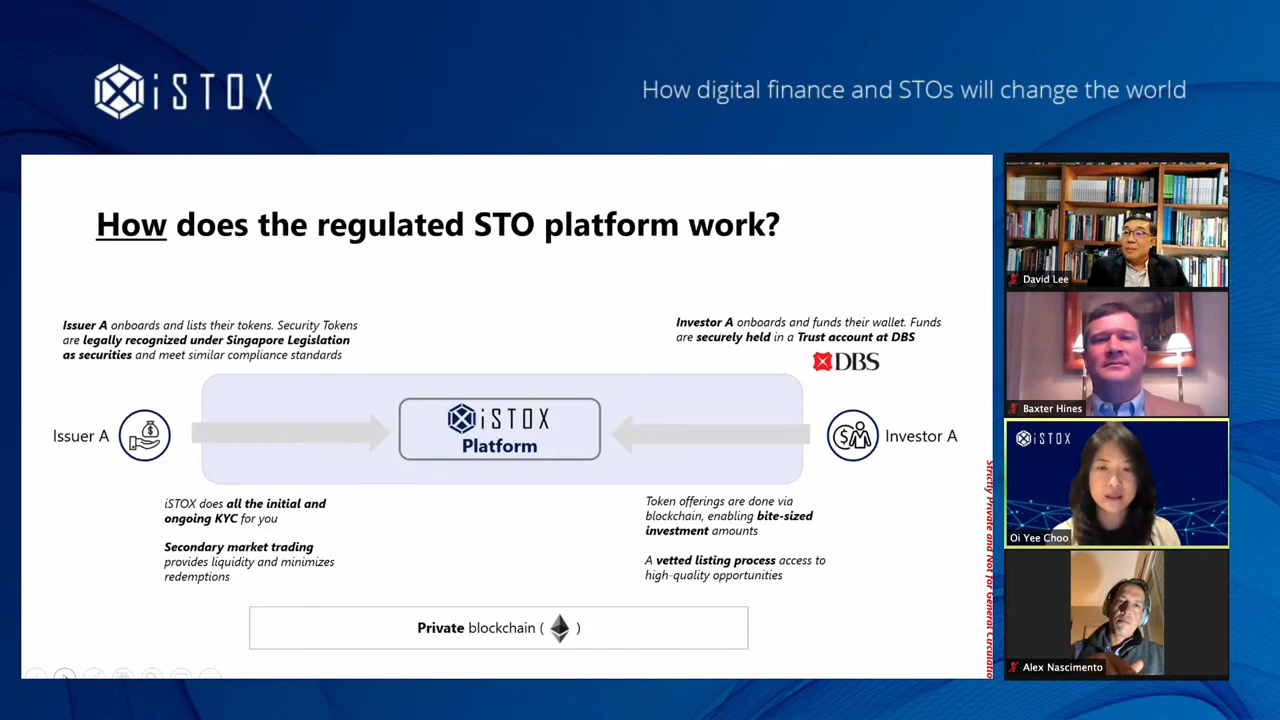 iSTOX
How digital finance and STOs will change the world
How does the regulated STO platform work?
Issuer A onboards and lists their tokens. Security Tokens
are legally recognized under Singapore Legislation
as securities and meet similar compliance standards
Investor A onboards and funds their wallet. Funds
are securely held in a Trust account at DBS
DBS
Issuer A
iSTOX
Platform
Investor A
iSTOX does all the initial and
ongoing KYC for you
Secondary market trading
provides liquidity and minimizes
redemptions
Token offerings are done via
blockchain, enabling bite-sized
investment amounts
A vetted listing process access to
high-quality opportunities
Private blockchain ( )
Strictly Private and Not for General Circulatio
David Lee
Baxter Hines
iSTOX
Oi Yee Choo
Alex Nascimento